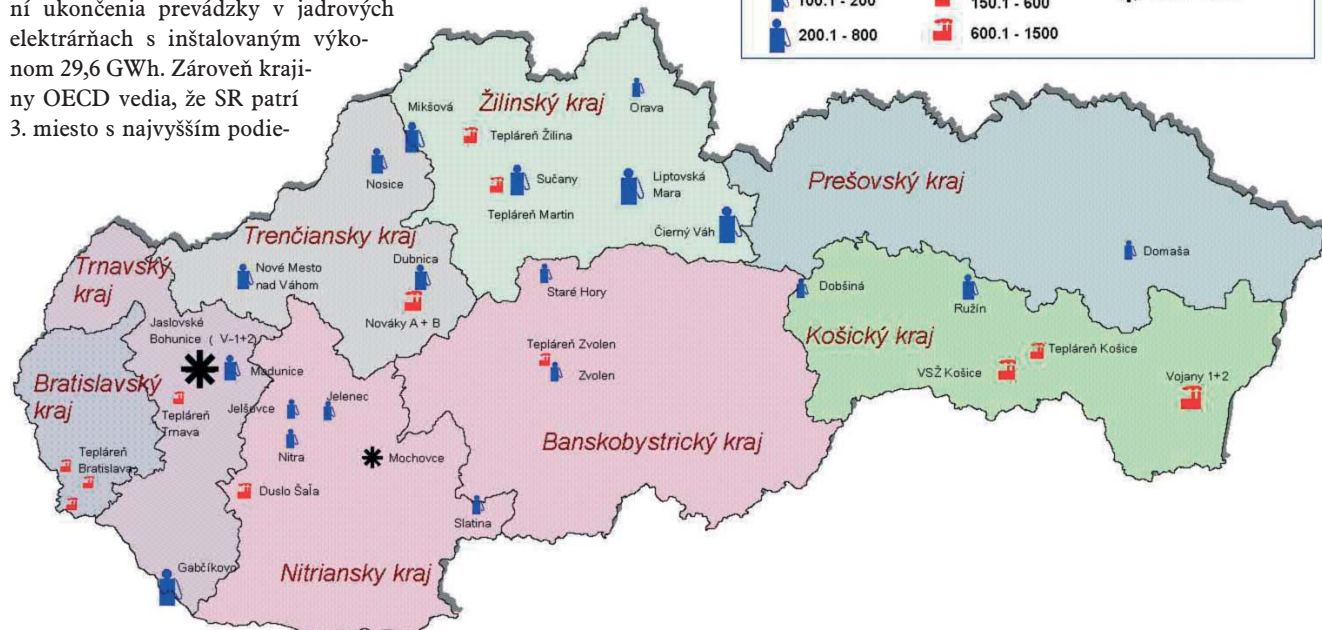 ní ukončenia prevádzky v jadrových
elektrárňach s inštalovaným výko-
nom 29,6 GWh. Zároveň kraji-
ny OECD vedia, že SR patrí
3. miesto s najvyšším podie-
150.1 - 600
200.1 - 800
600.1 - 1500
Mikšová
Žilinský kraj
Orava
Tepláreň Žilina
Nosice
Sučany
Liptovská
Mara
Tepláreň Martin
Čierný Váh
Prešovský kraj
Domaša
Trenčiansky kraj
Trnavský
kraj
Nové Mesto
nad Váhom
Dubnica
Nováky A + B
Staré Hory
Dobšiná
Ružín
Košický kraj
Tepláreň Košice
VSŽ Košice
Vojany 1+2
Jaslovské
Bohunice ( V-1+2)
Madunice
Bratislavský
kraj
Tepláreň
Trnava
Tepláreň Zvolen
Zvolen
Jelšovce
Jelenec
Nitra
Mochovce
Banskobystrický kraj
Tepláreň
Bratislava
Duslo Šaľa
Slatina
Gabčíkovo
Nitriansky kraj